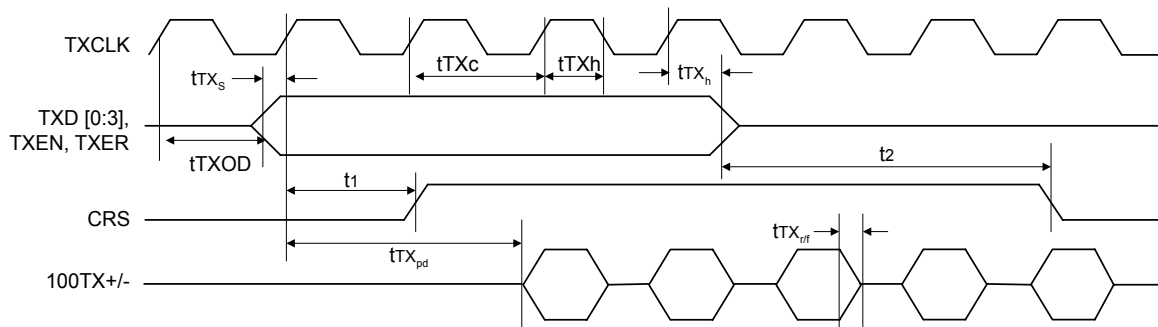 TXCLK
tTXc
tTXh
tTXh
tTXS
TXD [0:3],
TXEN, TXER
tTXOD
t2
t1
CRS
tTXr/f
tTXpd
100TX+/-